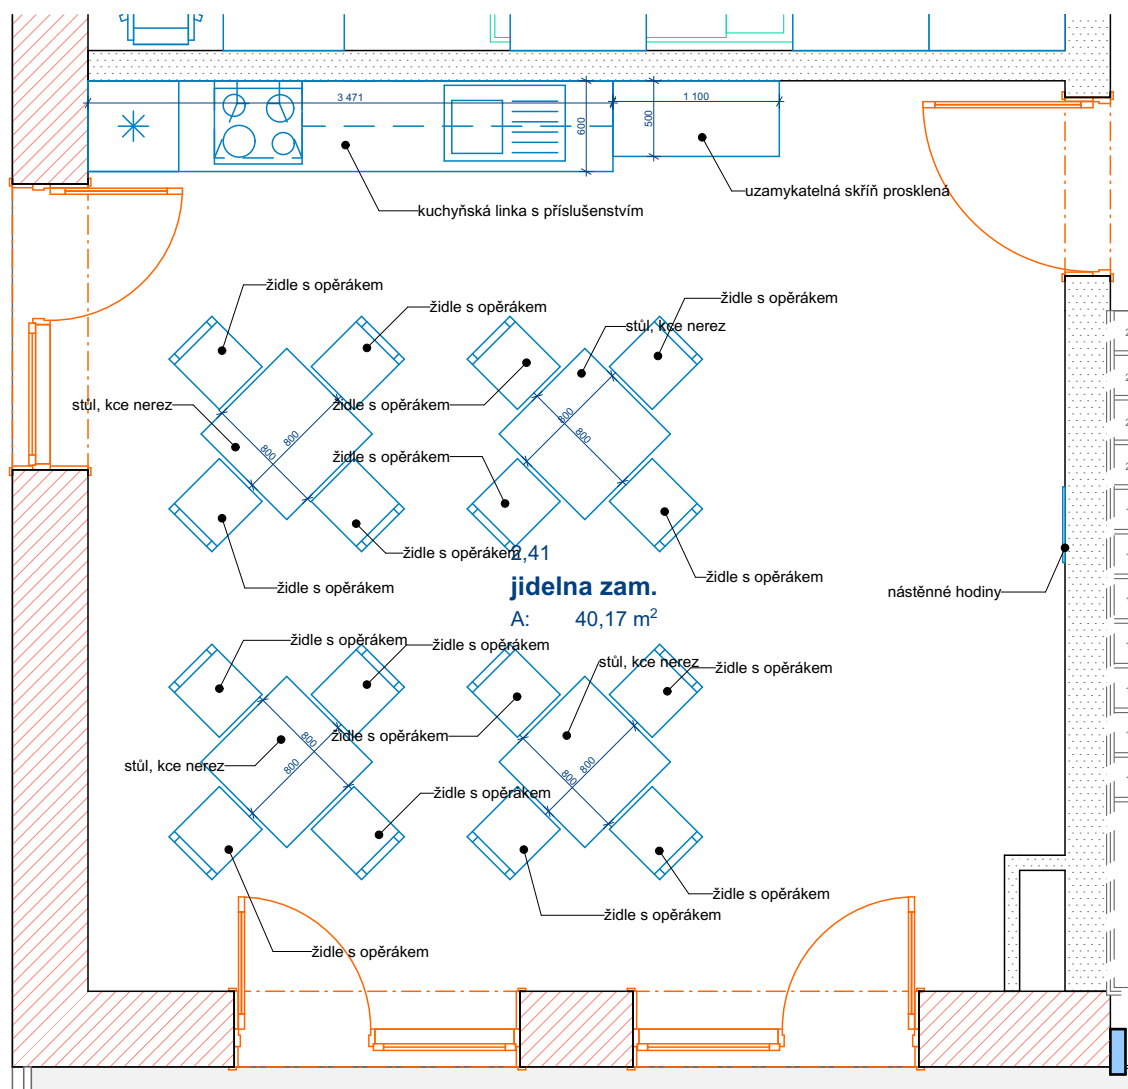 3 471
1 100
600
500
uzamykatelná skříň prosklená
kuchyňská linka s příslušenstvím
židle s opěrákem
židle s opěrákem
židle s opěrákem
stůl, kce nerez
stůl, kce nerez
židle s opěrákem
800
800
800
800
židle s opěrákem
židle s opěrákem
2,41
židle s opěrákem
židle s opěrákem
jidelna zam.
nástěnné hodiny
A: 40,17 m²
židle s opěrákem
židle s opěrákem
stůl, kce nerez
židle s opěrákem
židle s opěrákem
800
800
stůl, kce nerez
800
800
židle s opěrákem
židle s opěrákem
židle s opěrákem
židle s opěrákem